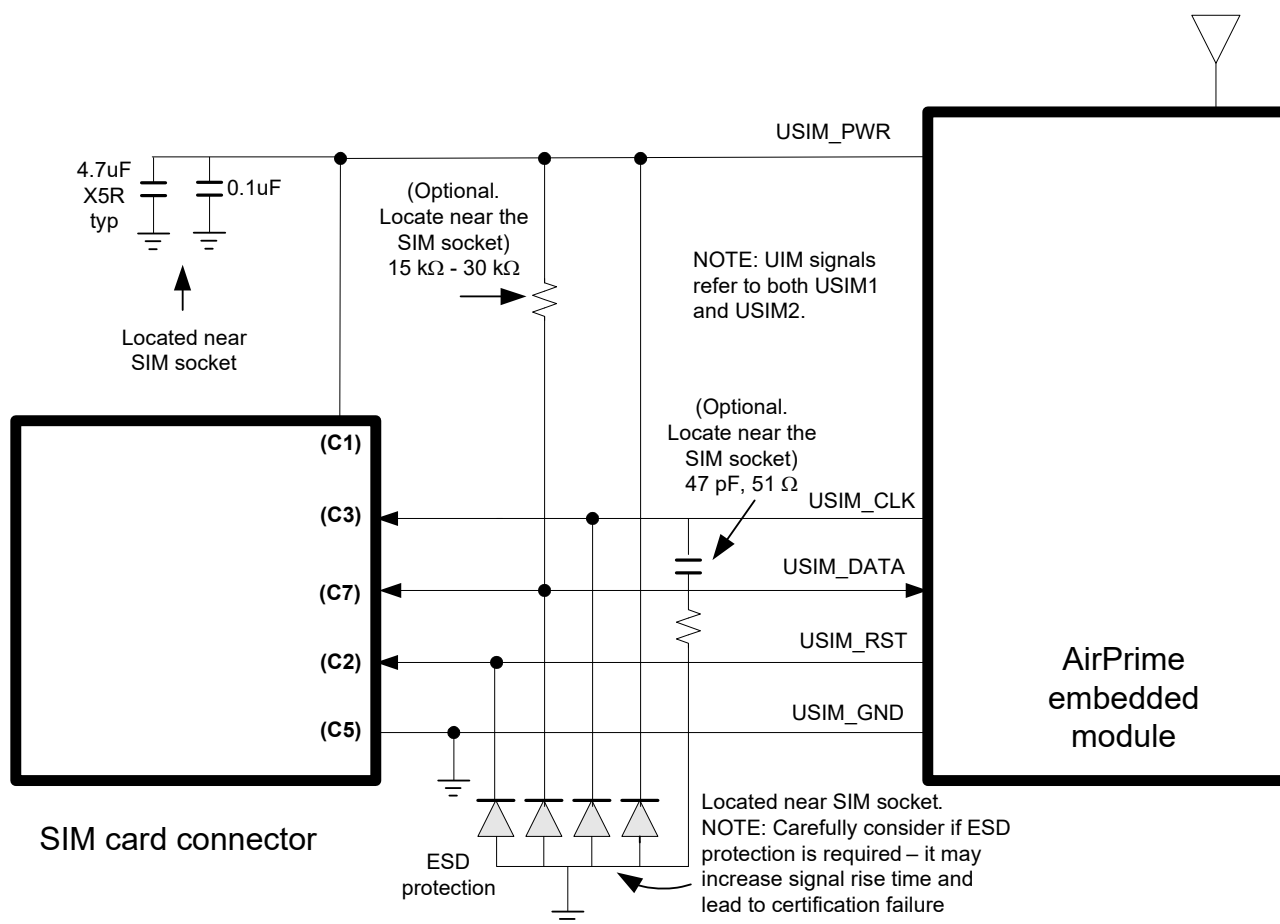 USIM_PWR
4.7uF
X5R
typ
0.1uF
(Optional.
Locate near the
SIM socket)
15 kΩ - 30 kΩ
NOTE: UIM signals
refer to both USIM1
and USIM2.
Located near
SIM socket
(Optional.
Locate near the
SIM socket)
47 pF, 51 Ω
(C1)
(C3)
USIM_CLK
(C7)
USIM_DATA
(C2)
USIM_RST
(C5)
USIM_GND
AirPrime
embedded
module
SIM card connector
ESD
protection
Located near SIM socket.
NOTE: Carefully consider if ESD
protection is required – it may
increase signal rise time and
lead to certification failure